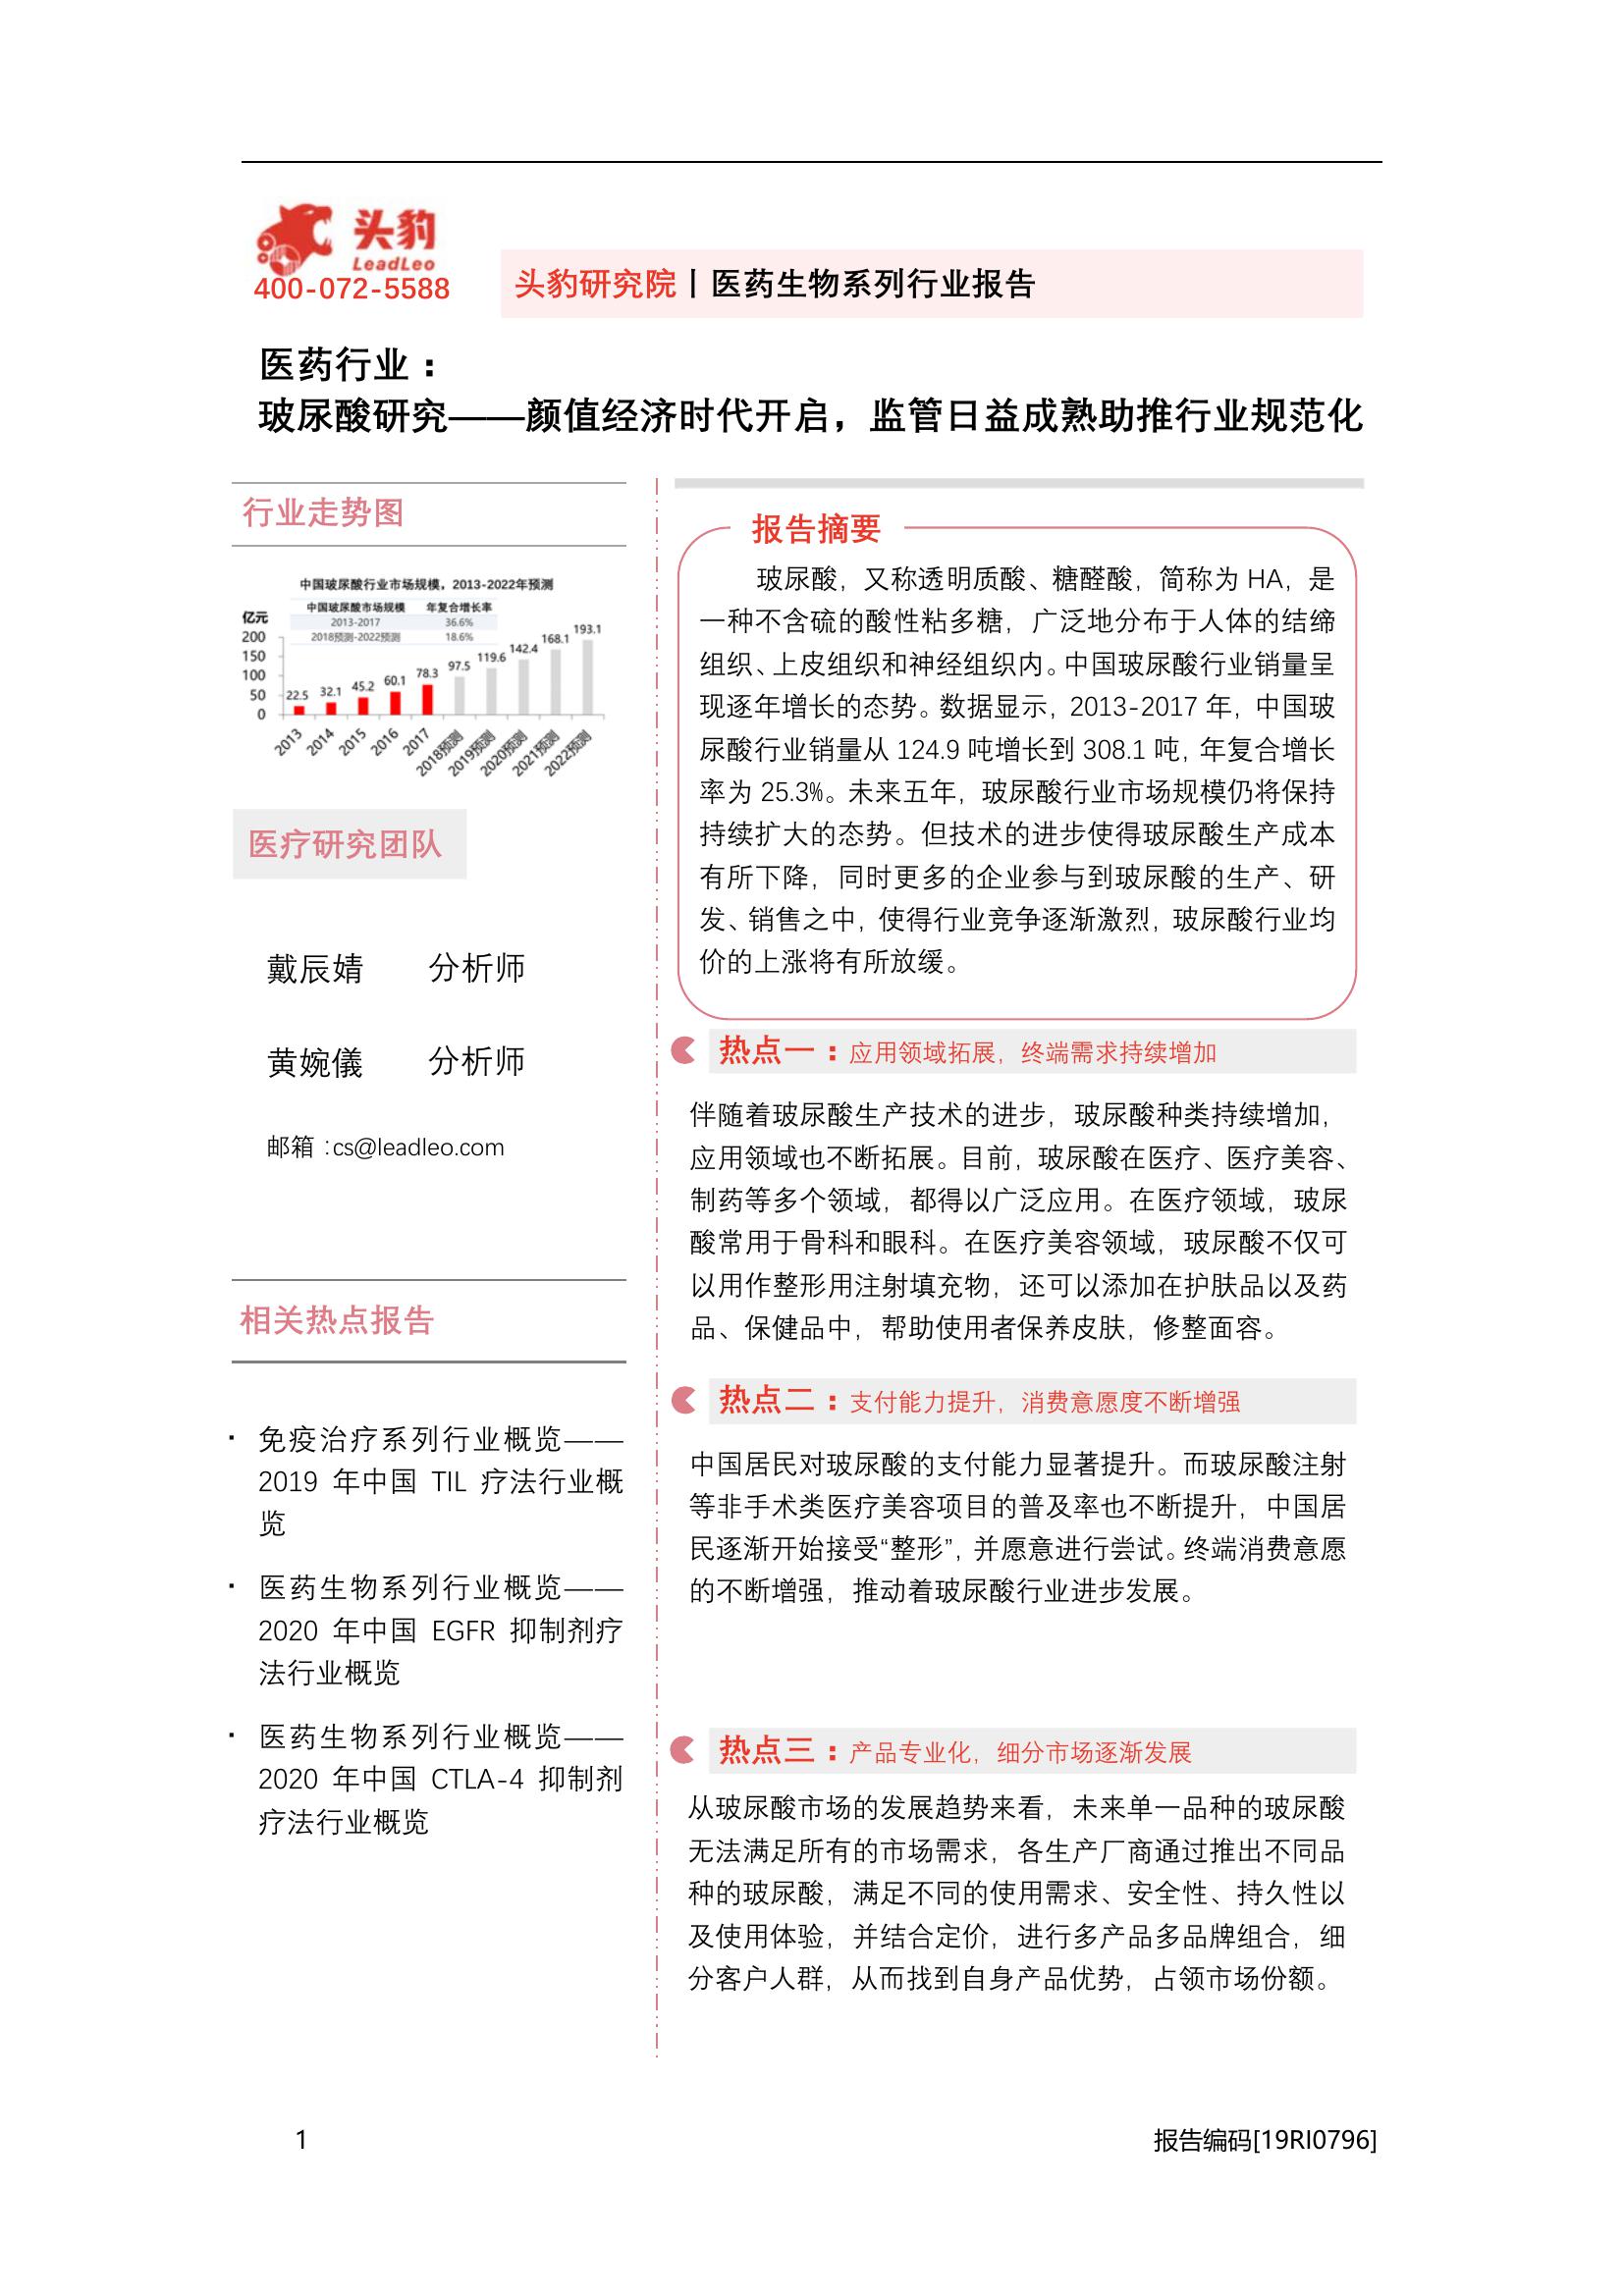 头豹
LeadLeo
400-072-5588
头豹研究院丨医药生物系列行业报告
医药行业：
玻尿酸研究——颜值经济时代开启，监管日益成熟助推行业规范化
行业走势图
中国玻尿酸行业市场规模，2013-2022年预测
中国玻尿酸市场规模 年复合增长率
2013-2017 36.6%
2018预测-2022预测 18.6%
亿元
200
150
100
50
0
22.5 32.1 45.2 60.1 78.3 97.5 119.6 142.4 168.1 193.1
2013 2014 2015 2016 2017 2018预测 2019预测 2020预测 2021预测 2022预测
医疗研究团队
戴辰婧 分析师
黄婉儀 分析师
邮箱：cs@leadleo.com
相关热点报告
· 免疫治疗系列行业概览——
2019 年中国 TIL 疗法行业概
览
· 医药生物系列行业概览——
2020 年中国 EGFR 抑制剂疗
法行业概览
· 医药生物系列行业概览——
2020 年中国 CTLA-4 抑制剂
疗法行业概览
报告摘要
玻尿酸，又称透明质酸、糖醛酸，简称为 HA，是
一种不含硫的酸性粘多糖，广泛地分布于人体的结缔
组织、上皮组织和神经组织内。中国玻尿酸行业销量呈
现逐年增长的态势。数据显示，2013-2017 年，中国玻
尿酸行业销量从 124.9 吨增长到 308.1 吨，年复合增长
率为 25.3%。未来五年，玻尿酸行业市场规模仍将保持
持续扩大的态势。但技术的进步使得玻尿酸生产成本
有所下降，同时更多的企业参与到玻尿酸的生产、研
发、销售之中，使得行业竞争逐渐激烈，玻尿酸行业均
价的上涨将有所放缓。
热点一：应用领域拓展，终端需求持续增加
伴随着玻尿酸生产技术的进步，玻尿酸种类持续增加，
应用领域也不断拓展。目前，玻尿酸在医疗、医疗美容、
制药等多个领域，都得以广泛应用。在医疗领域，玻尿
酸常用于骨科和眼科。在医疗美容领域，玻尿酸不仅可
以用作整形用注射填充物，还可以添加在护肤品以及药
品、保健品中，帮助使用者保养皮肤，修整面容。
热点二：支付能力提升，消费意愿度不断增强
中国居民对玻尿酸的支付能力显著提升。而玻尿酸注射
等非手术类医疗美容项目的普及率也不断提升，中国居
民逐渐开始接受“整形”，并愿意进行尝试。终端消费意愿
的不断增强，推动着玻尿酸行业进步发展。
热点三：产品专业化，细分市场逐渐发展
从玻尿酸市场的发展趋势来看，未来单一品种的玻尿酸
无法满足所有的市场需求，各生产厂商通过推出不同品
种的玻尿酸，满足不同的使用需求、安全性、持久性以
及使用体验，并结合定价，进行多产品多品牌组合，细
分客户人群，从而找到自身产品优势，占领市场份额。
1
报告编码[19RI0796]